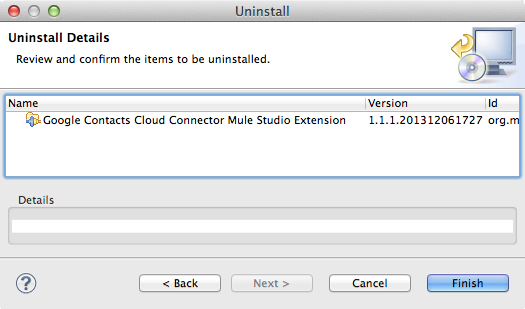 Uninstall
Uninstall Details
Review and confirm the items to be uninstalled.
Name Version Id
Google Contacts Cloud Connector Mule Studio Extension 1.1.1.201312061727 org.m
Details
? < Back Next > Cancel Finish